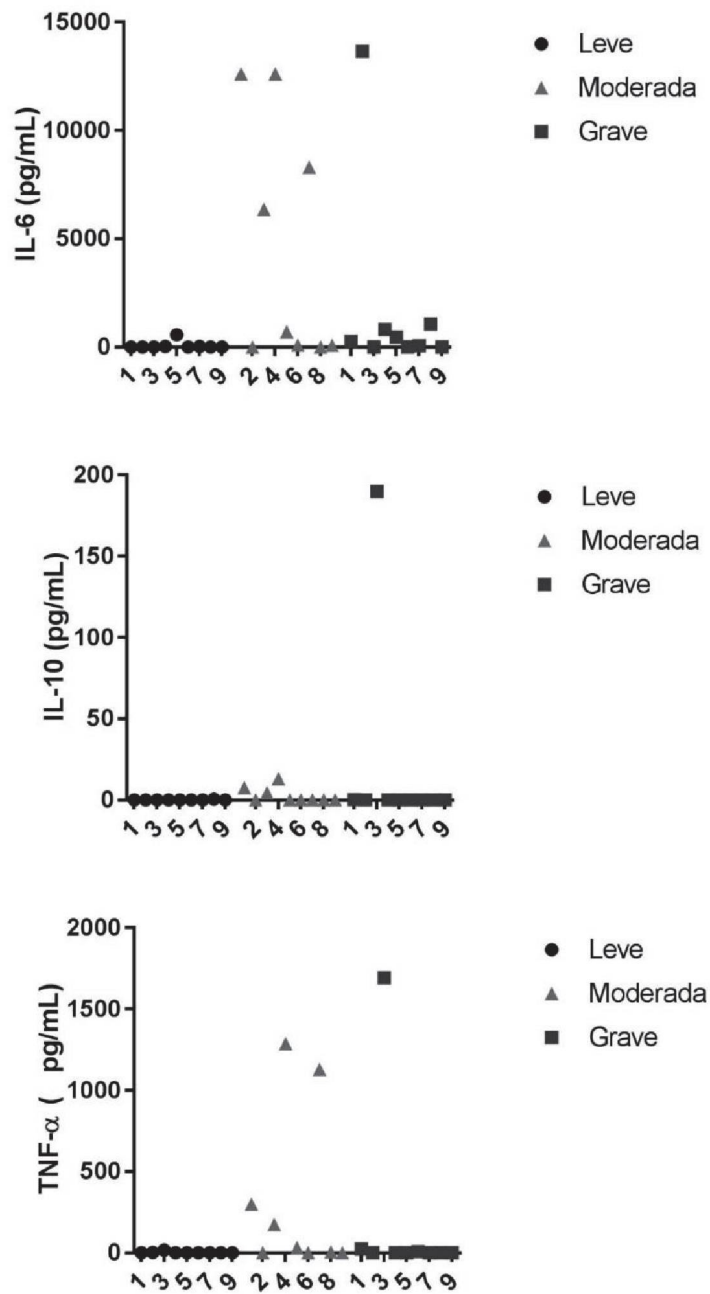 15000
10000
5000
0
IL-6 (pg/mL)
1 3 5 7 9 2 4 6 8 1 3 5 7 9
Leve
Moderada
Grave
200
150
100
50
0
IL-10 (pg/mL)
1 3 5 7 9 2 4 6 8 1 3 5 7 9
Leve
Moderada
Grave
2000
1500
1000
500
0
TNF-α ( pg/mL)
1 3 5 7 9 2 4 6 8 1 3 5 7 9
Leve
Moderada
Grave